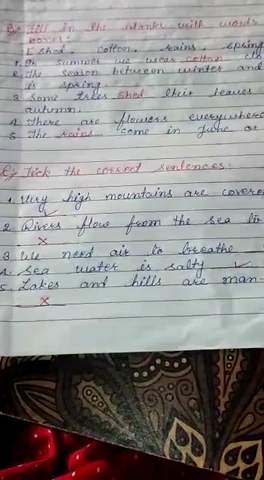 Q Fill in the blanks with words
boxes:-
[shed, cotton, rains, spring
1. In summer we wear cotton clo
2. The season between winter and
is spring
3 Some trees shed their leaves
autumn.
4 There are flowers everywhere
5 The rains come in June or
Q Tick the correct sentences:-
1. Very high mountains are covere
✓
2. Rivers flow from the sea
×
3 We need air to breathe
4. Sea water is salty ✓
5. Lakes and hills are man-
×